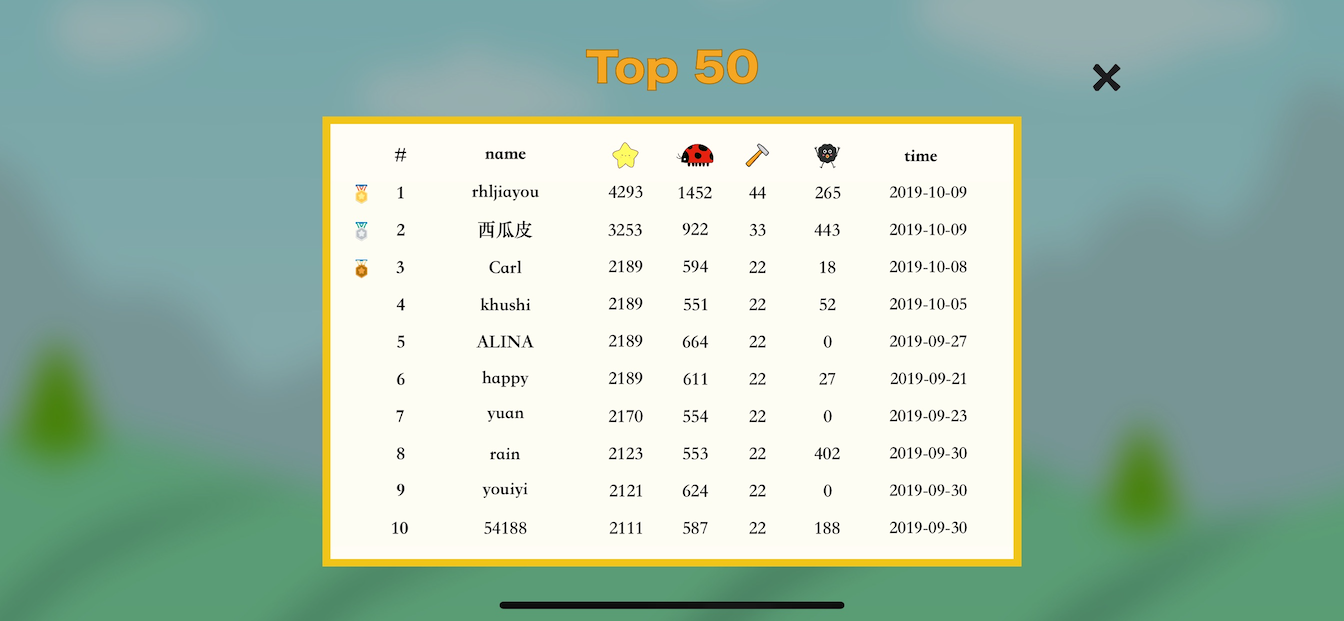 Top 50
# name time
1 rhljiayou 4293 1452 44 265 2019-10-09
2 西瓜皮 3253 922 33 443 2019-10-09
3 Carl 2189 594 22 18 2019-10-08
4 khushi 2189 551 22 52 2019-10-05
5 ALINA 2189 664 22 0 2019-09-27
6 happy 2189 611 22 27 2019-09-21
7 yuan 2170 554 22 0 2019-09-23
8 rain 2123 553 22 402 2019-09-30
9 youiyi 2121 624 22 0 2019-09-30
10 54188 2111 587 22 188 2019-09-30